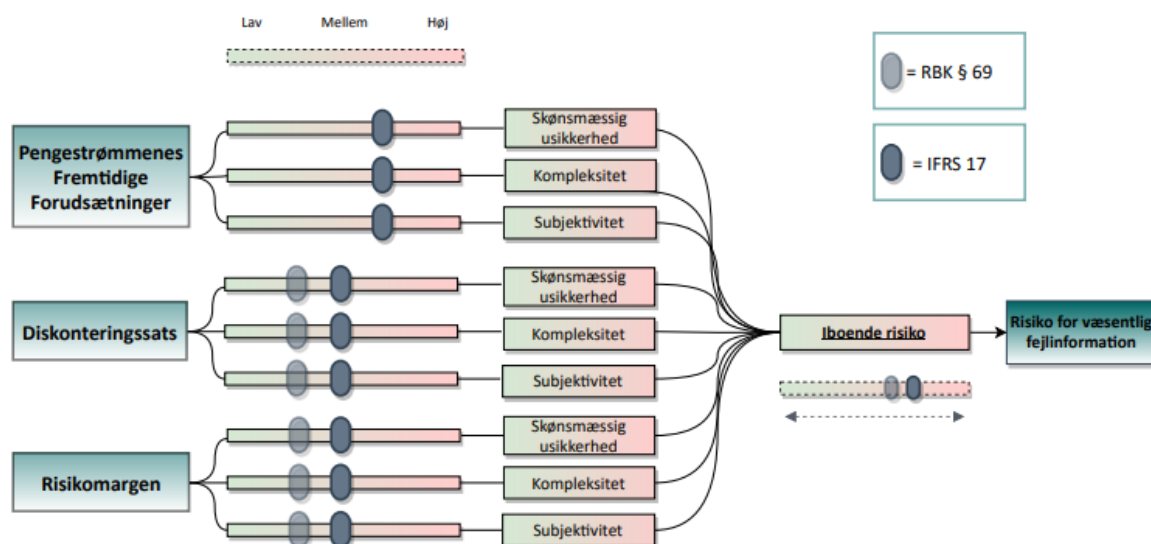 Lav Mellem Høj
= RBK § 69
= IFRS 17
Pengestrømmenes
Fremtidige
Forudsætninger
Skønsmæssig
usikkerhed
Kompleksitet
Subjektivitet
Diskonteringssats
Skønsmæssig
usikkerhed
Kompleksitet
Subjektivitet
Risikomargen
Skønsmæssig
usikkerhed
Kompleksitet
Subjektivitet
Iboende risiko
Risiko for væsentlig
fejlinformation